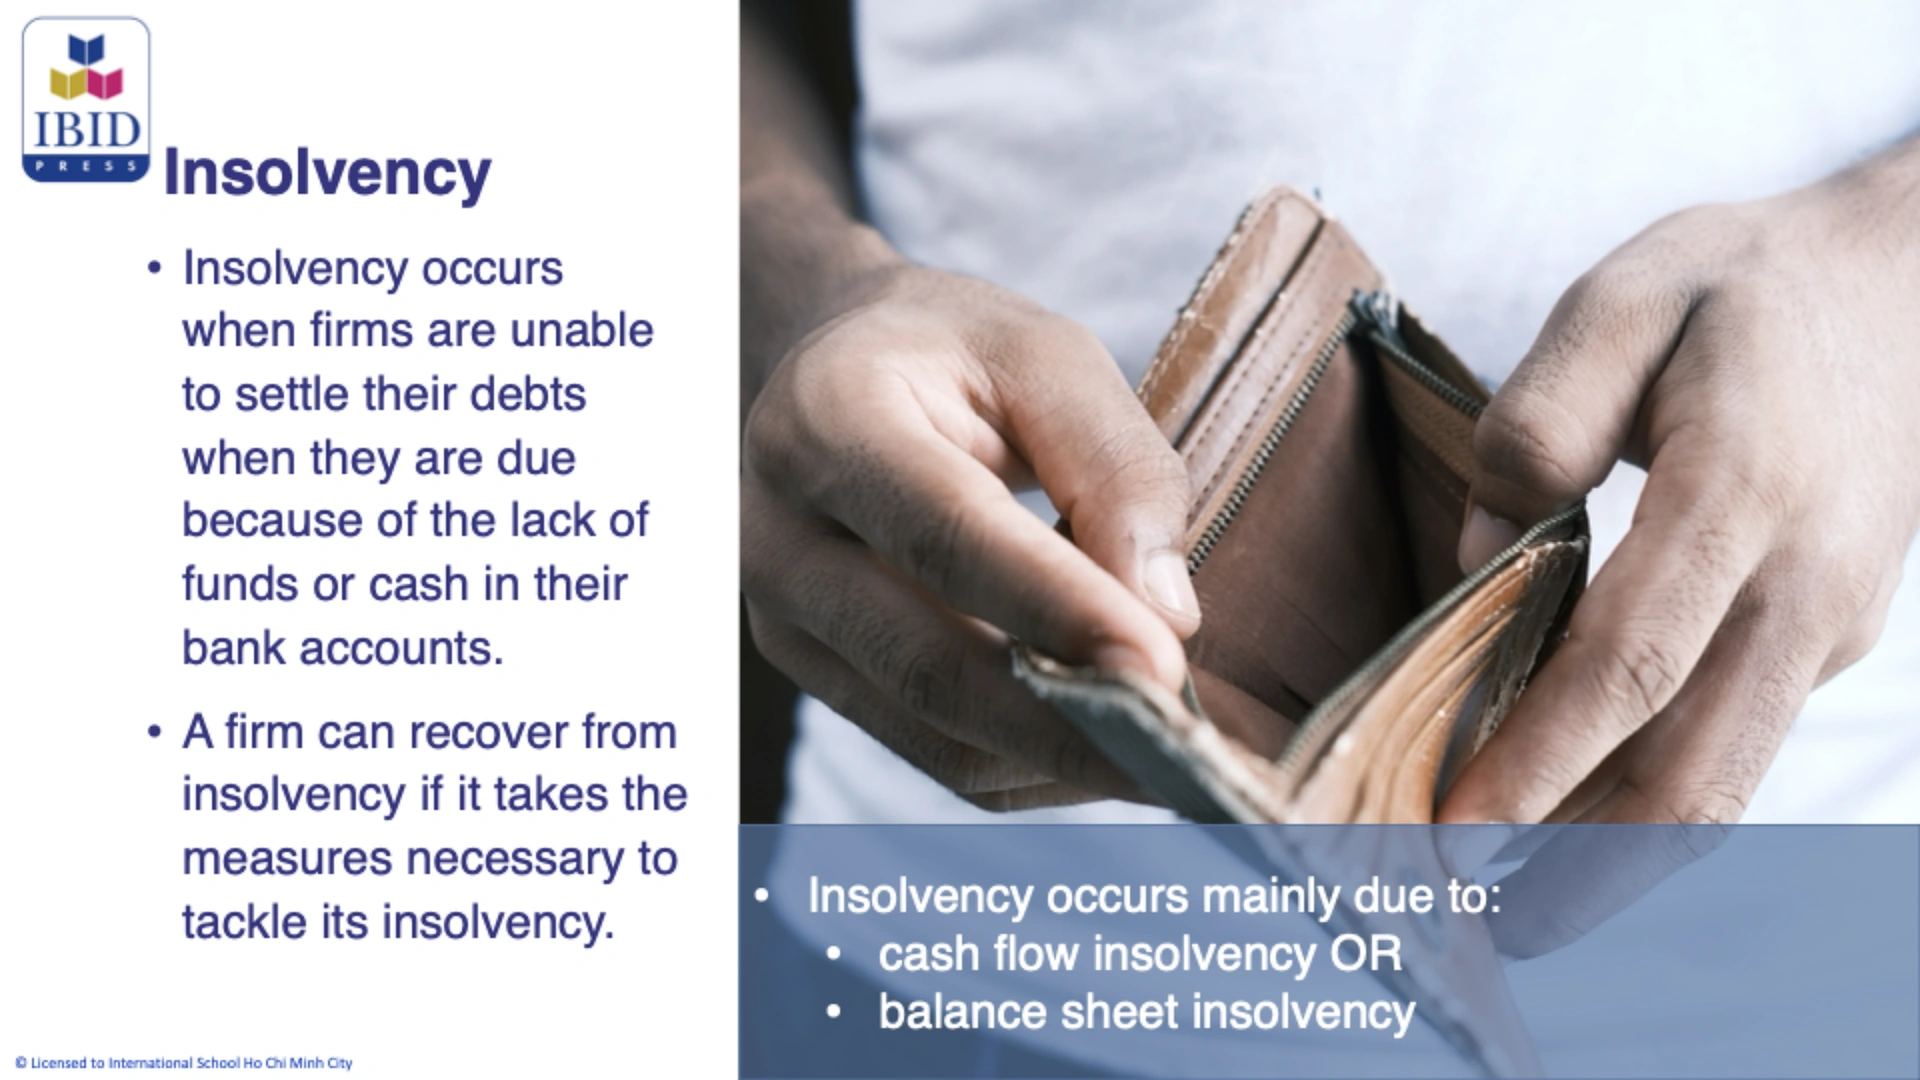 IBID
PRESS
Insolvency
• Insolvency occurs
when firms are unable
to settle their debts
when they are due
because of the lack of
funds or cash in their
bank accounts.
• A firm can recover from
insolvency if it takes the
measures necessary to
tackle its insolvency.
• Insolvency occurs mainly due to:
• cash flow insolvency OR
• balance sheet insolvency
© Licensed to International School Ho Chi Minh City